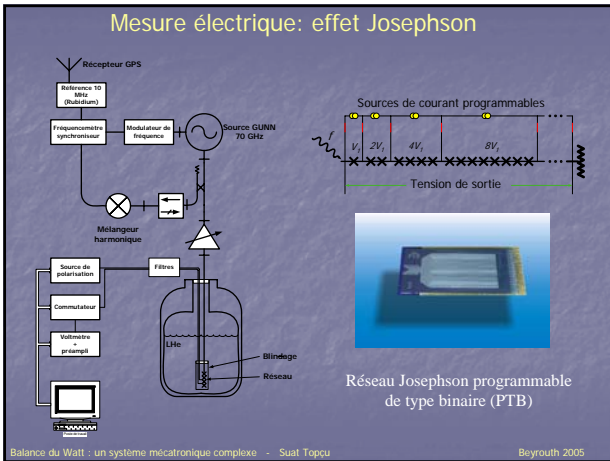 Mesure électrique: effet Josephson
Récepteur GPS
Référence 10
MHz
(Rubidium)
Fréquencemètre
synchroniseur
Modulateur de
fréquence
Source GUNN
70 GHz
Mélangeur
harmonique
Source de
polarisation
Filtres
Commutateur
Voltmètre
+
préampli
LHe
Blindage
Réseau
Sources de courant programmables
f
V₁
2V₁
4V₁
8V₁
Tension de sortie
Réseau Josephson programmable
de type binaire (PTB)
Balance du Watt : un système mécatronique complexe - Suat Topçu
Beyrouth 2005